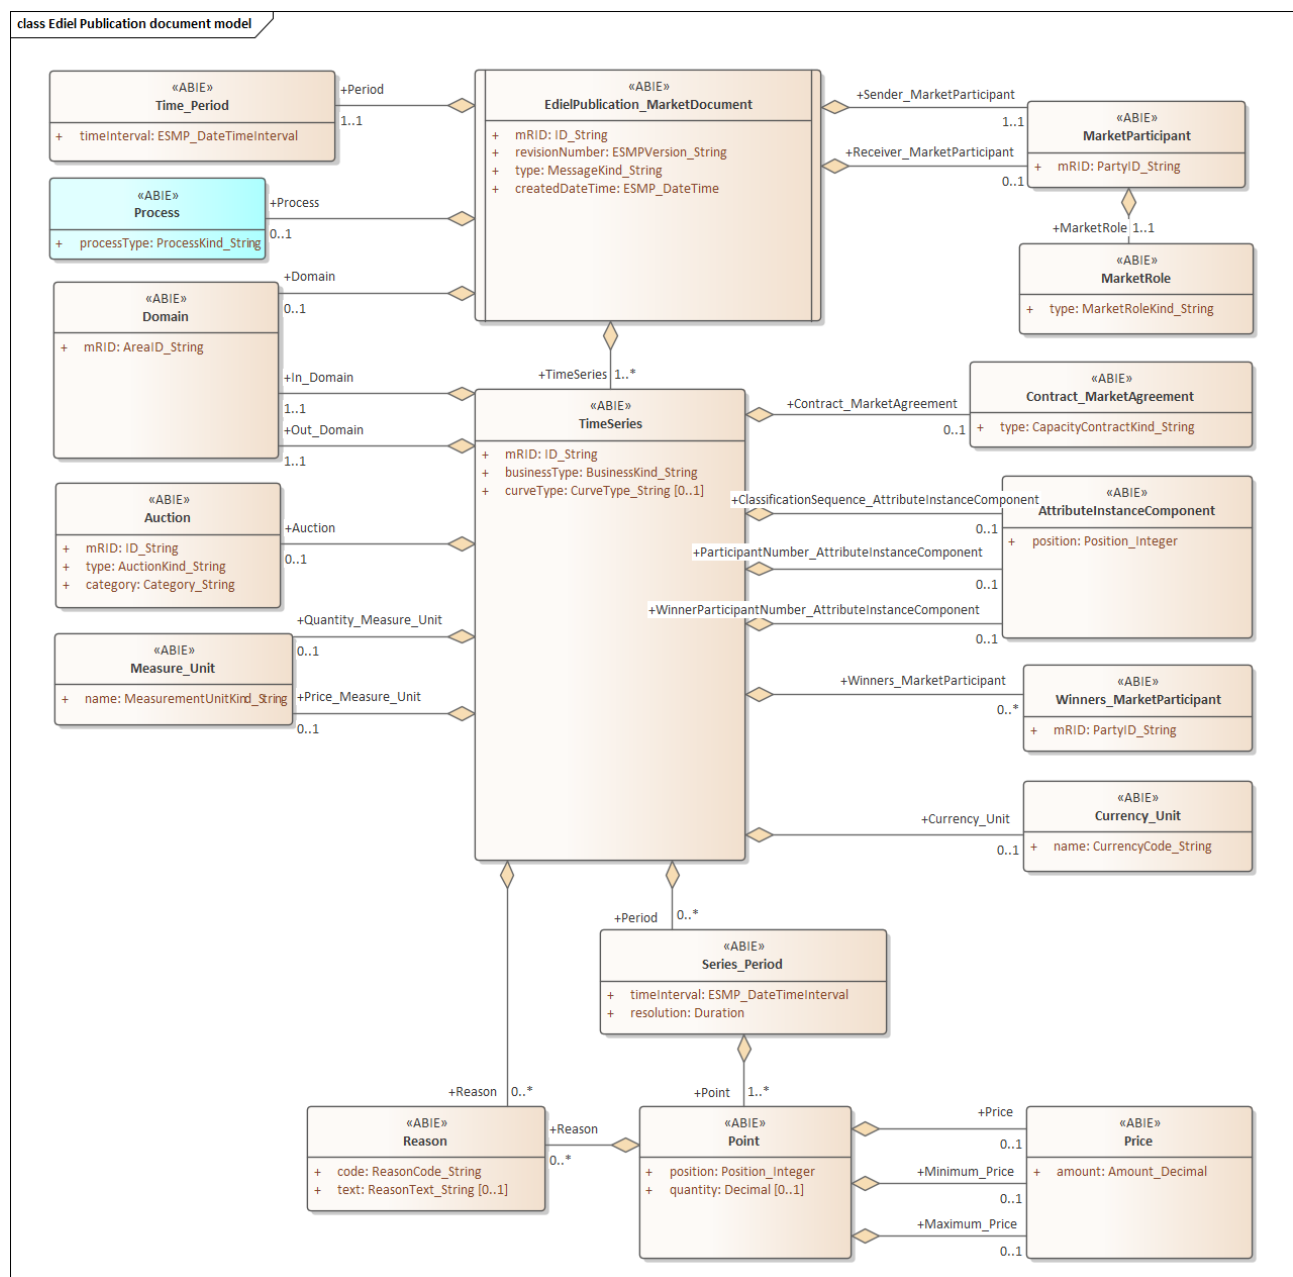 class Ediel Publication document model
«ABIE»
Time_Period
+ timeInterval: ESMP_DateTimeInterval
+Period
1..1
«ABIE»
EdielPublication_MarketDocument
+ mRID: ID_String
+ revisionNumber: ESMPVersion_String
+ type: MessageKind_String
+ createdDateTime: ESMP_DateTime
+Sender_MarketParticipant
1..1
+Receiver_MarketParticipant
0..1
«ABIE»
MarketParticipant
+ mRID: PartyID_String
+MarketRole 1..1
«ABIE»
MarketRole
+ type: MarketRoleKind_String
«ABIE»
Process
+ processType: ProcessKind_String
+Process
0..1
+Domain
0..1
«ABIE»
Domain
+ mRID: AreaID_String
+In_Domain
1..1
+Out_Domain
1..1
+TimeSeries 1..*
«ABIE»
TimeSeries
+ mRID: ID_String
+ businessType: BusinessKind_String
+ curveType: CurveType_String [0..1]
+Contract_MarketAgreement
0..1
«ABIE»
Contract_MarketAgreement
+ type: CapacityContractKind_String
+ClassificationSequence_AttributeInstanceComponent
0..1
+ParticipantNumber_AttributeInstanceComponent
0..1
+WinnerParticipantNumber_AttributeInstanceComponent
0..1
«ABIE»
AttributeInstanceComponent
+ position: Position_Integer
«ABIE»
Auction
+ mRID: ID_String
+ type: AuctionKind_String
+ category: Category_String
+Auction
0..1
+Quantity_Measure_Unit
0..1
«ABIE»
Measure_Unit
+ name: MeasurementUnitKind_String
+Price_Measure_Unit
0..1
+Winners_MarketParticipant
0..*
«ABIE»
Winners_MarketParticipant
+ mRID: PartyID_String
+Currency_Unit
0..1
«ABIE»
Currency_Unit
+ name: CurrencyCode_String
+Period 0..*
«ABIE»
Series_Period
+ timeInterval: ESMP_DateTimeInterval
+ resolution: Duration
+Reason 0..*
+Point 1..*
«ABIE»
Reason
+ code: ReasonCode_String
+ text: ReasonText_String [0..1]
+Reason
0..*
«ABIE»
Point
+ position: Position_Integer
+ quantity: Decimal [0..1]
+Price
0..1
+Minimum_Price
0..1
+Maximum_Price
0..1
«ABIE»
Price
+ amount: Amount_Decimal